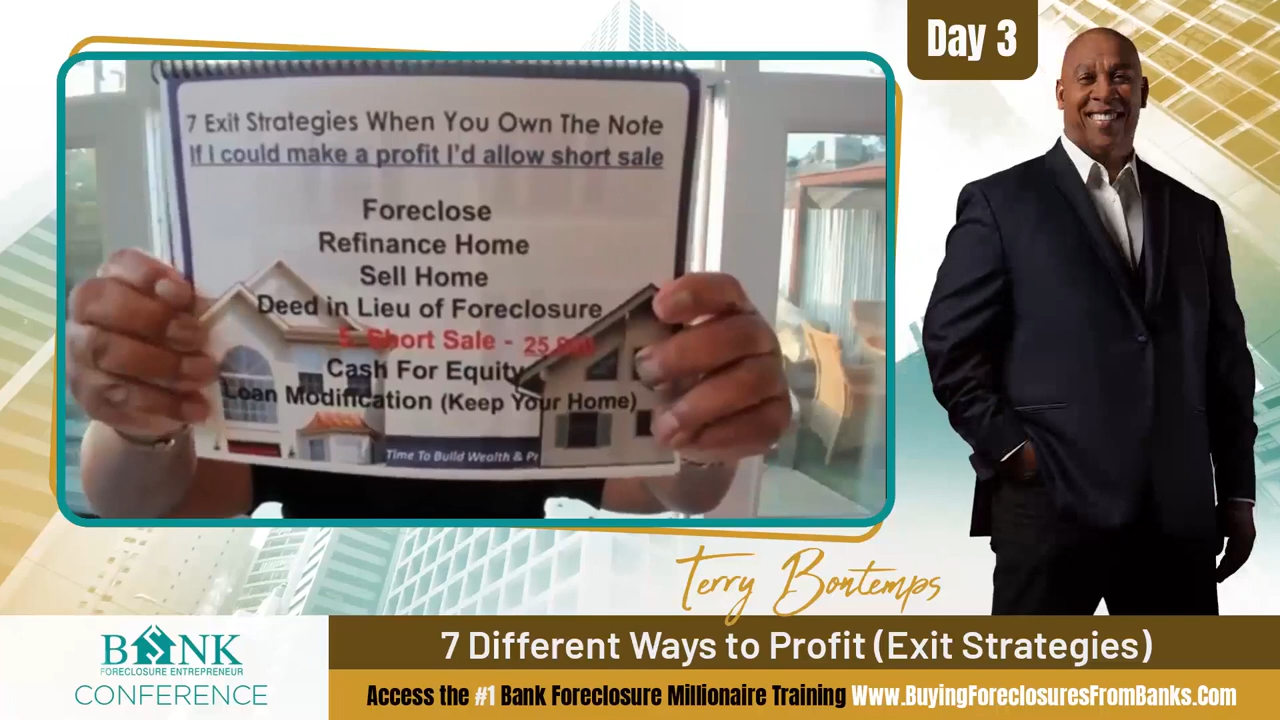 Day 3
7 Exit Strategies When You Own The Note
If I could make a profit I'd allow short sale
Foreclose
Refinance Home
Sell Home
Deed in Lieu of Foreclosure
5. Short Sale -
Cash For Equity
Loan Modification (Keep Your Home)
Time To Build Wealth &
Terry Bontemps
7 Different Ways to Profit (Exit Strategies)
BANK
FORECLOSURE ENTREPRENEUR
CONFERENCE
Access the #1 Bank Foreclosure Millionaire Training Www.BuyingForeclosuresFromBanks.Com